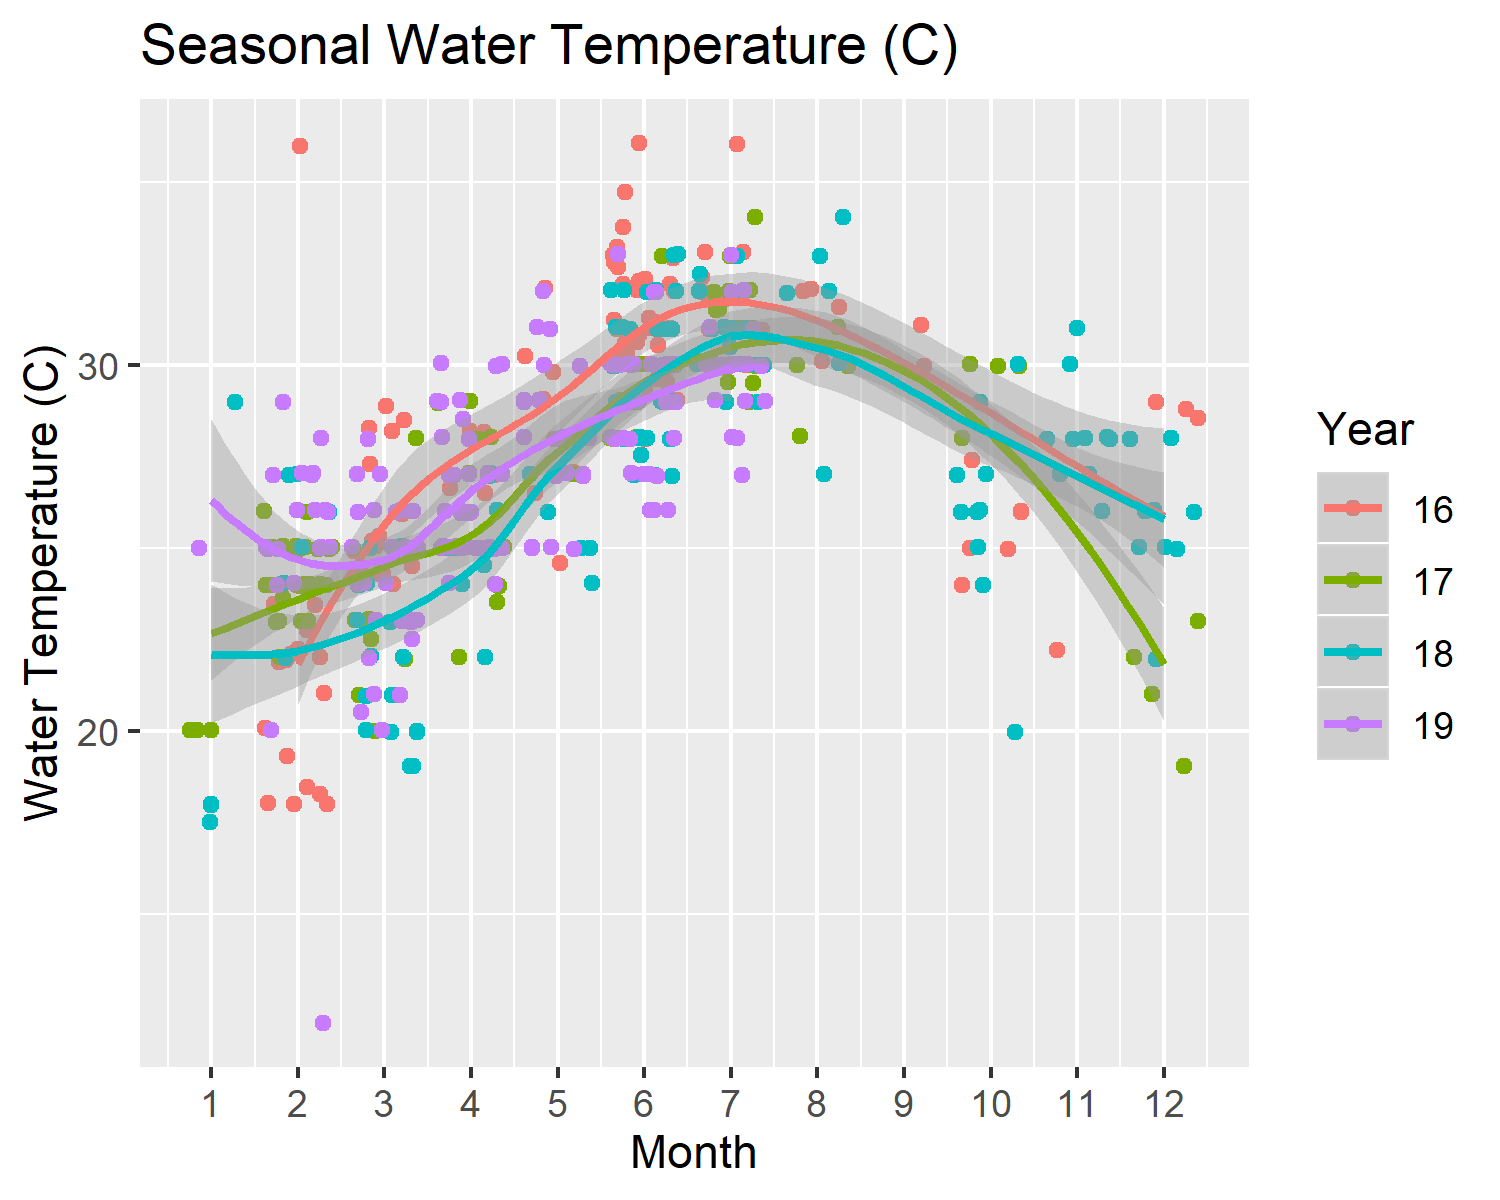 Seasonal Water Temperature (C)
Water Temperature (C)
30
20
1 2 3 4 5 6 7 8 9 10 11 12
Month
Year
16
17
18
19